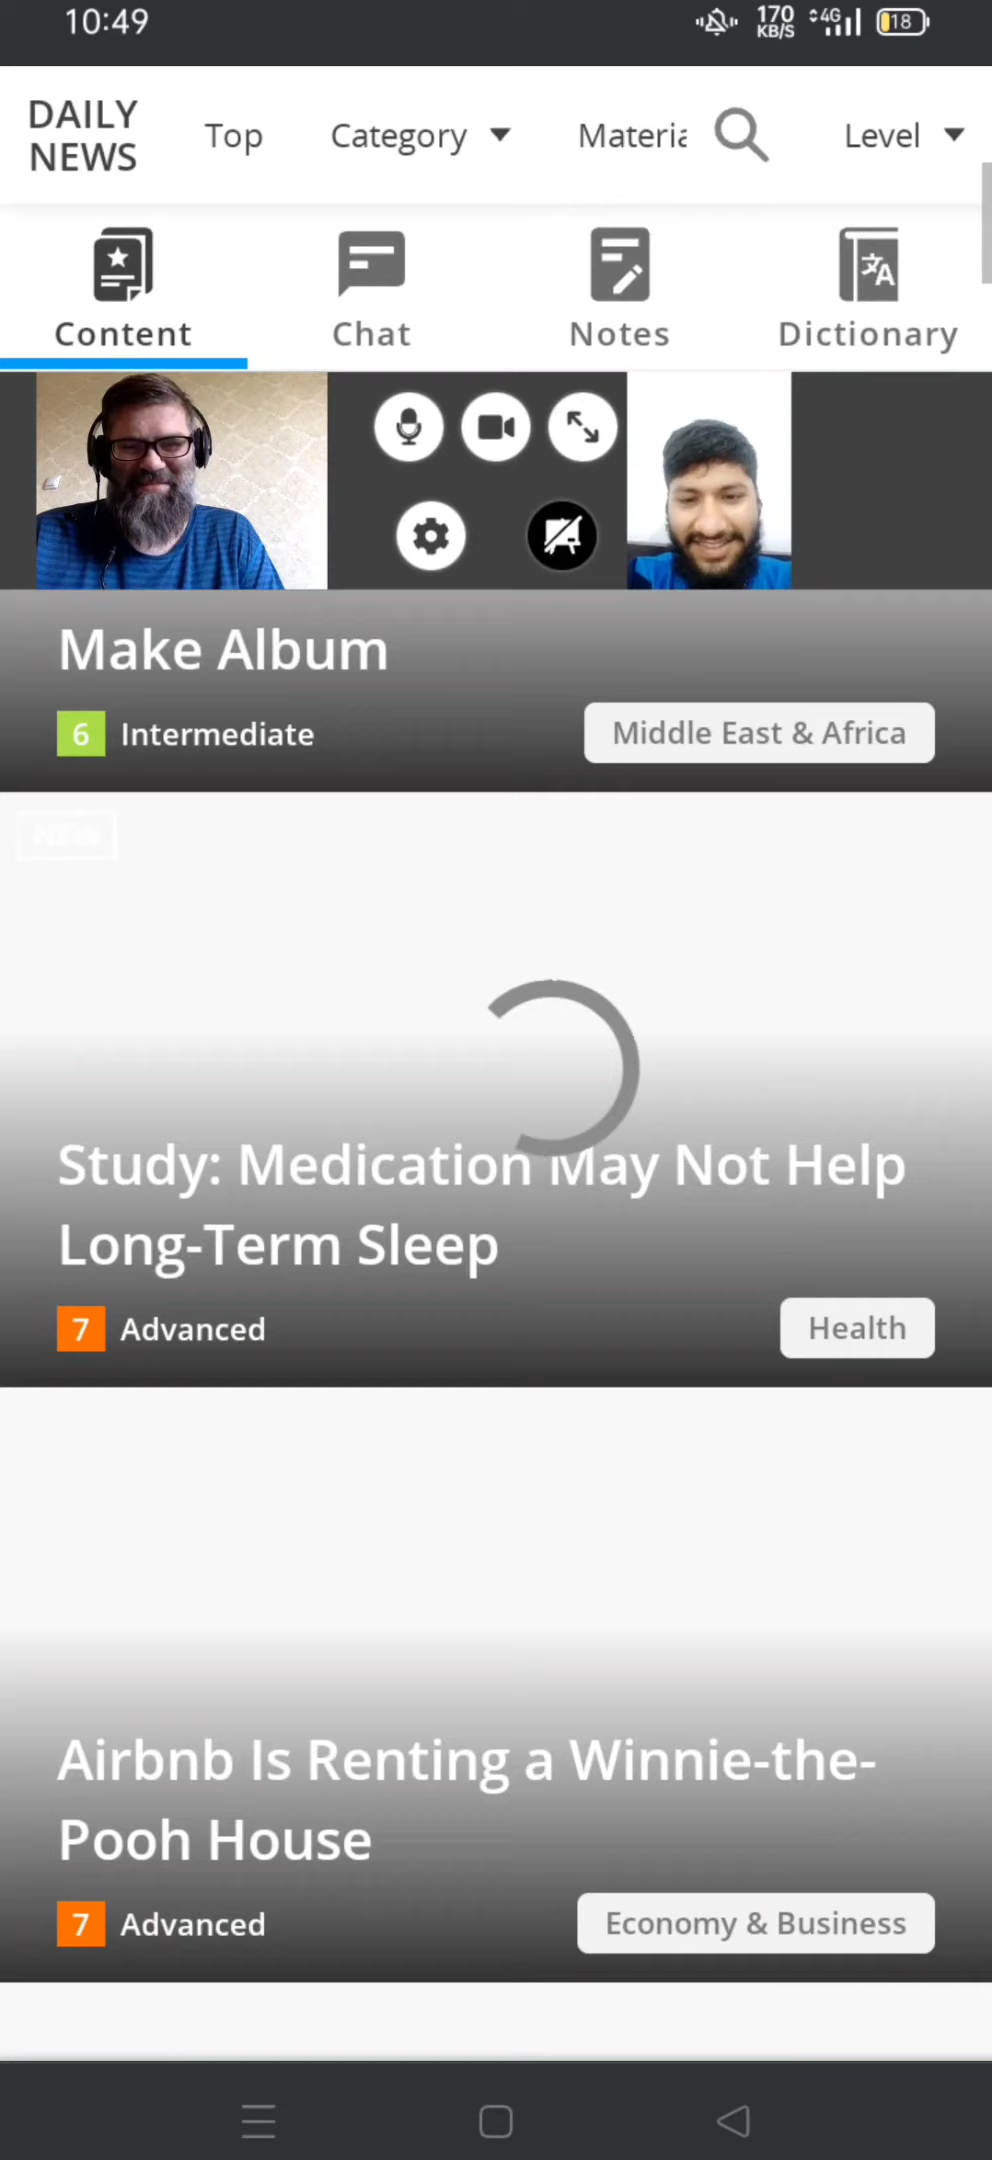 10:49
170
KB/S
4G
18
DAILY
NEWS
Top
Category
Materia
Level
Content
Chat
Notes
Dictionary
Make Album
6 Intermediate
Middle East & Africa
NEW
Study: Medication May Not Help
Long-Term Sleep
7 Advanced
Health
Airbnb Is Renting a Winnie-the-
Pooh House
7 Advanced
Economy & Business